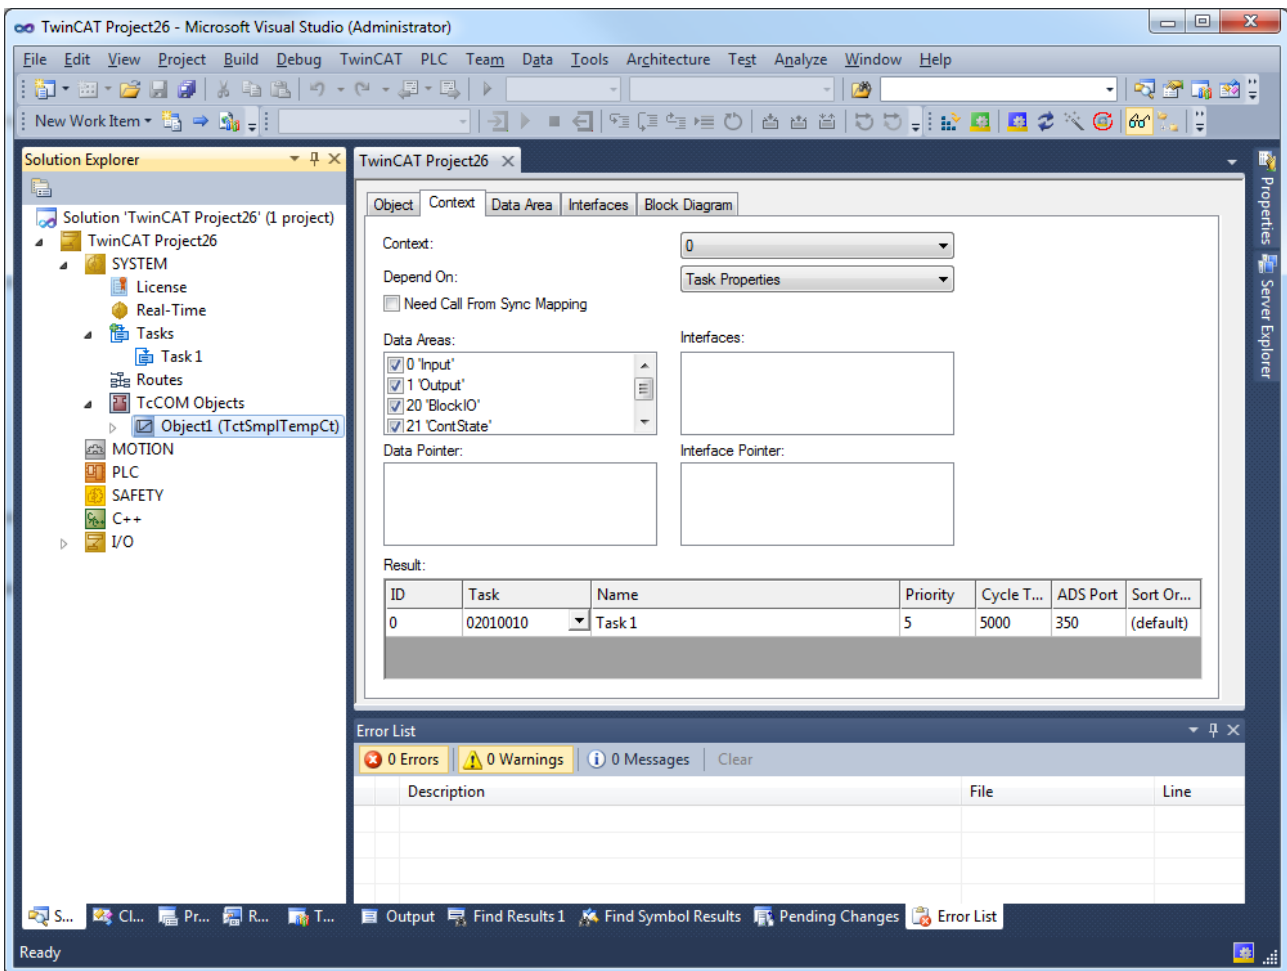 TwinCAT Project26 - Microsoft Visual Studio (Administrator)
File Edit View Project Build Debug TwinCAT PLC Team Data Tools Architecture Test Analyze Window Help
New Work Item
Solution Explorer
Solution 'TwinCAT Project26' (1 project)
TwinCAT Project26
SYSTEM
License
Real-Time
Tasks
Task 1
Routes
TcCOM Objects
Object1 (TctSmplTempCt)
MOTION
PLC
SAFETY
C++
I/O
TwinCAT Project26
Object Context Data Area Interfaces Block Diagram
Context: 0
Depend On: Task Properties
Need Call From Sync Mapping
Data Areas: Interfaces:
0 'Input'
1 'Output'
20 'BlockIO'
21 'ContState'
Data Pointer: Interface Pointer:
Result:
ID Task Name Priority Cycle T... ADS Port Sort Or...
0 02010010 Task 1 5 5000 350 (default)
Error List
0 Errors 0 Warnings 0 Messages Clear
Description File Line
S... Cl... Pr... R... T... Output Find Results 1 Find Symbol Results Pending Changes Error List
Ready
Properties
Server Explorer